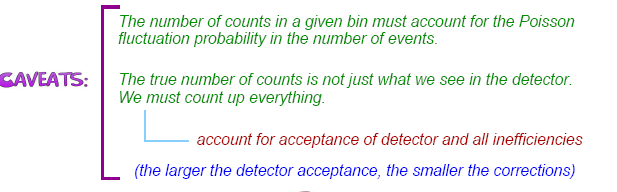 The number of counts in a given bin must account for the Poisson
fluctuation probability in the number of events.
CAVEATS:
The true number of counts is not just what we see in the detector.
We must count up everything.
account for acceptance of detector and all inefficiencies
(the larger the detector acceptance, the smaller the corrections)